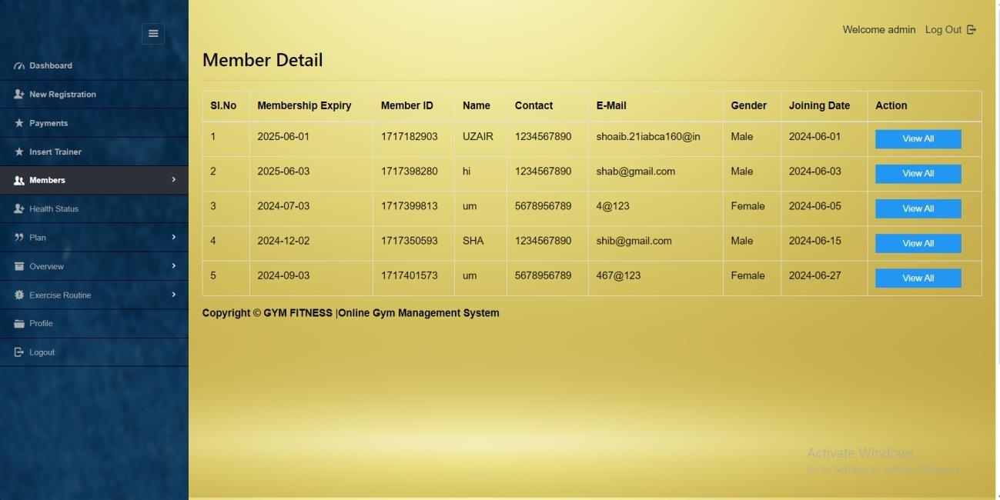 Welcome admin Log Out
Dashboard
New Registration
Payments
Insert Trainer
Members
Health Status
Plan
Overview
Exercise Routine
Profile
Logout
Member Detail
Sl.No Membership Expiry Member ID Name Contact E-Mail Gender Joining Date Action
1 2025-06-01 1717182903 UZAIR 1234567890 shoaib.21iabca160@in Male 2024-06-01 View All
2 2025-06-03 1717398280 hi 1234567890 shab@gmail.com Male 2024-06-03 View All
3 2024-07-03 1717399813 um 5678956789 4@123 Female 2024-06-05 View All
4 2024-12-02 1717350593 SHA 1234567890 shib@gmail.com Male 2024-06-15 View All
5 2024-09-03 1717401573 um 5678956789 467@123 Female 2024-06-27 View All
Copyright © GYM FITNESS |Online Gym Management System
Activate Windows
Go to Settings to activate Windows.